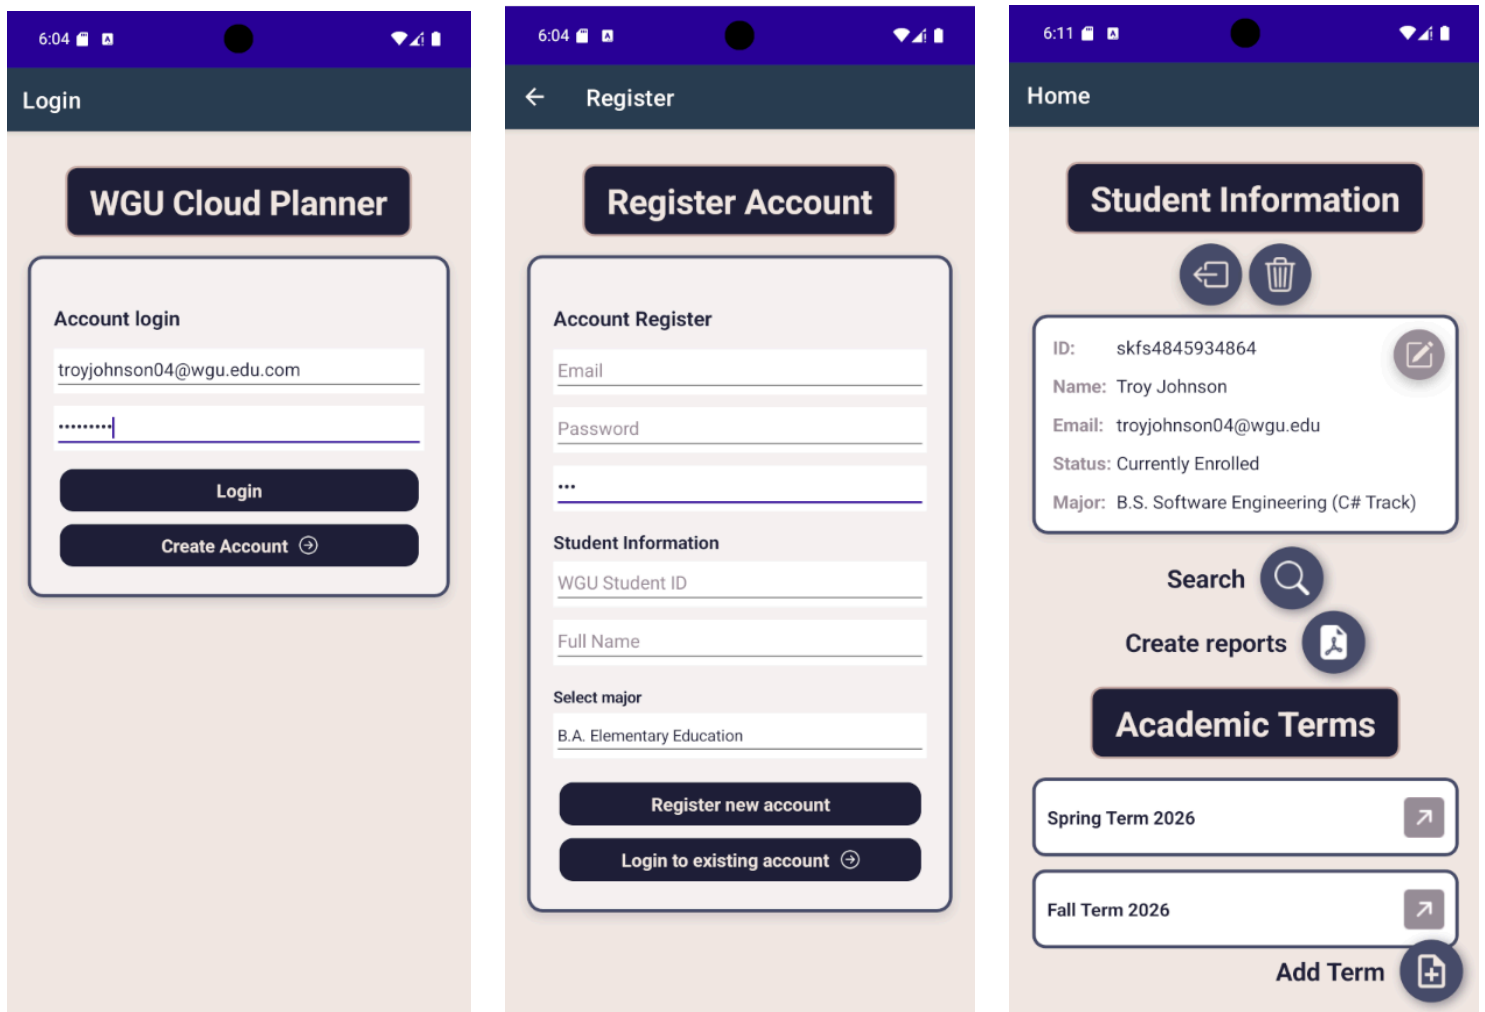 6:04
Login
WGU Cloud Planner
Account login
troyjohnson04@wgu.edu.com
•••••••••
Login
Create Account
6:04
Register
Register Account
Account Register
Email
Password
•••
Student Information
WGU Student ID
Full Name
Select major
B.A. Elementary Education
Register new account
Login to existing account
6:11
Home
Student Information
ID: skfs4845934864
Name: Troy Johnson
Email: troyjohnson04@wgu.edu
Status: Currently Enrolled
Major: B.S. Software Engineering (C# Track)
Search
Create reports
Academic Terms
Spring Term 2026
Fall Term 2026
Add Term